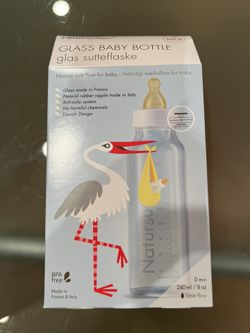 GLASS BABY BOTTLE
glas sutteflaske
Natural milk flow for baby - Naturligt mælkeflow for baby
Glass made in France
Natural rubber nipple made in Italy
Anti-colic system
No harmful chemicals
Danish Design
Natursu
BPA
free
Made in
France & Italy
0 m+
240 ml / 8 oz
Slow flow